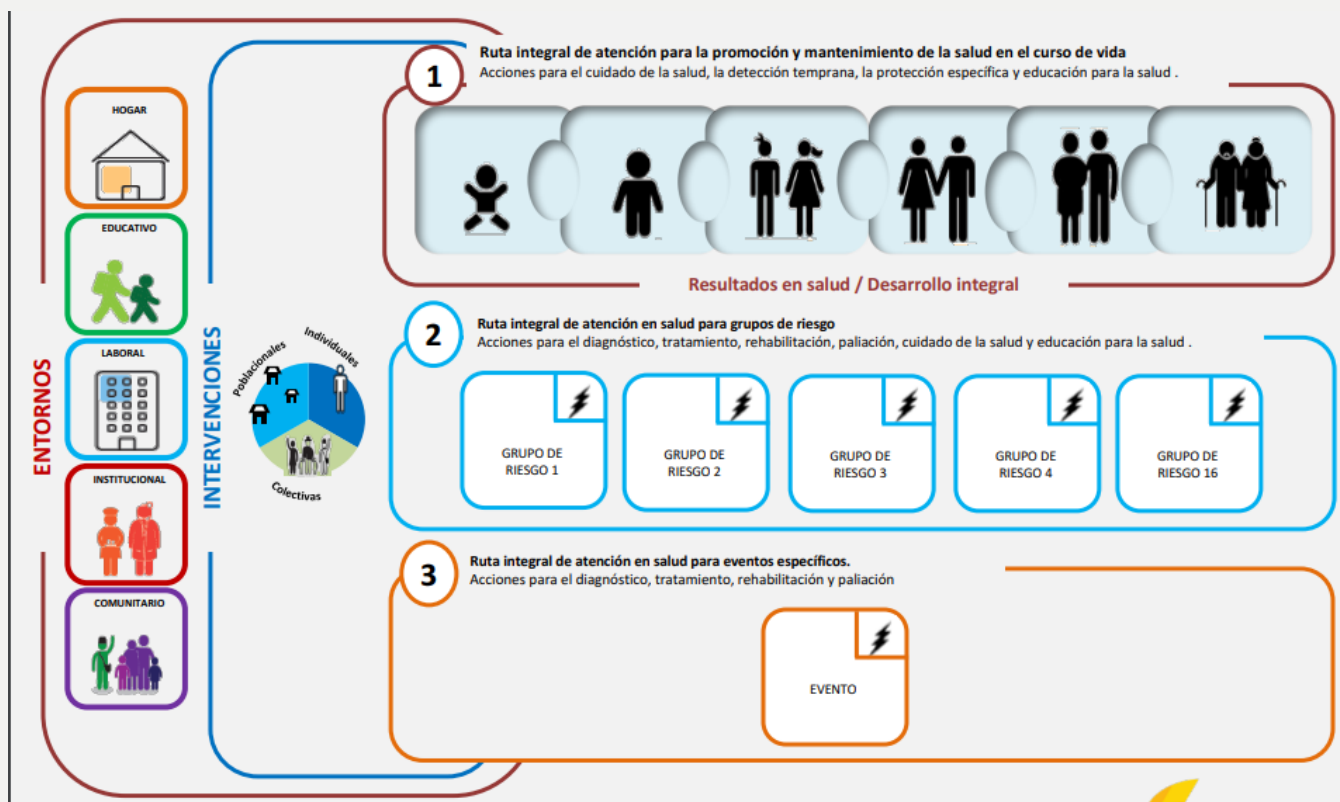 ENTORNOS
HOGAR
EDUCATIVO
LABORAL
INSTITUCIONAL
COMUNITARIO
INTERVENCIONES
Poblacionales
Individuales
Colectivas
1
Ruta integral de atención para la promoción y mantenimiento de la salud en el curso de vida
Acciones para el cuidado de la salud, la detección temprana, la protección específica y educación para la salud .
Resultados en salud / Desarrollo integral
2
Ruta integral de atención en salud para grupos de riesgo
Acciones para el diagnóstico, tratamiento, rehabilitación, paliación, cuidado de la salud y educación para la salud .
GRUPO DE
RIESGO 1
GRUPO DE
RIESGO 2
GRUPO DE
RIESGO 3
GRUPO DE
RIESGO 4
GRUPO DE
RIESGO 16
3
Ruta integral de atención en salud para eventos específicos.
Acciones para el diagnóstico, tratamiento, rehabilitación y paliación
EVENTO